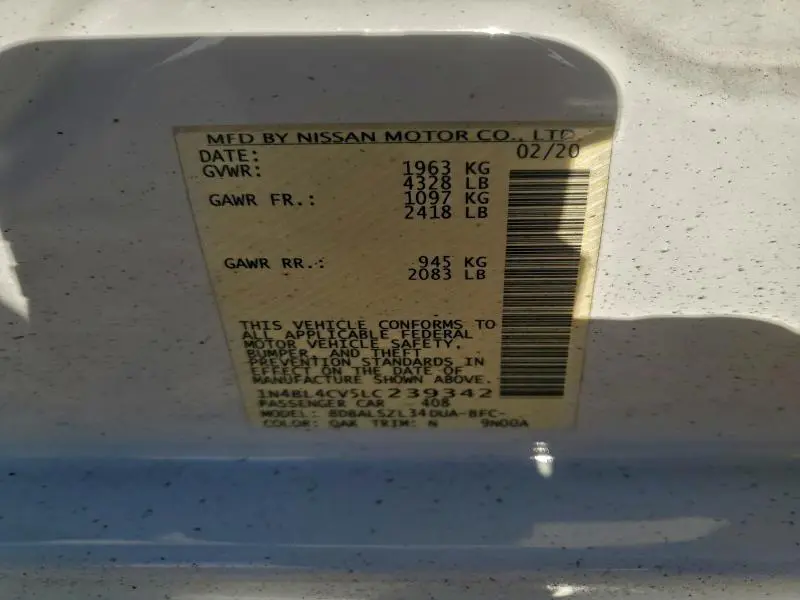 MFD BY NISSAN MOTOR CO., LTD.
DATE: 02/20
GVWR: 1963 KG
4328 LB
GAWR FR.: 1097 KG
2418 LB
GAWR RR.: 945 KG
2083 LB
THIS VEHICLE CONFORMS TO
ALL APPLICABLE FEDERAL
MOTOR VEHICLE SAFETY,
BUMPER, AND THEFT
PREVENTION STANDARDS IN
EFFECT ON THE DATE OF
MANUFACTURE SHOWN ABOVE.
1N4BL4CV5LC239342
PASSENGER CAR 408
MODEL: BDBALSZL34DUA-BFC-
COLOR: QAK TRIM: N 9N00A